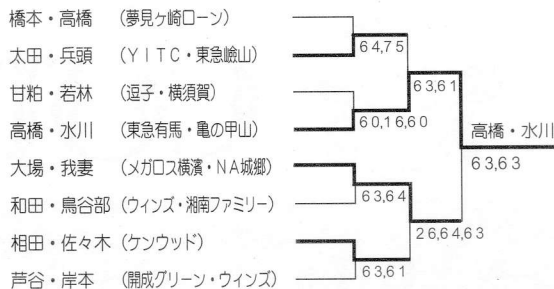 橋本・高橋 (夢見ヶ崎ローン)
太田・兵頭 (YITC・東急嶮山)
甘粕・若林 (逗子・横須賀)
高橋・水川 (東急有馬・亀の甲山)
大場・我妻 (メガロス横濱・NA城郷)
和田・鳥谷部 (ウィンズ・湘南ファミリー)
相田・佐々木 (ケンウッド)
芦谷・岸本 (開成グリーン・ウィンズ)
6 4,7 5
6 0,1 6,6 0
6 3,6 4
6 3,6 1
6 3,6 1
2 6,6 4,6 3
高橋・水川
6 3,6 3